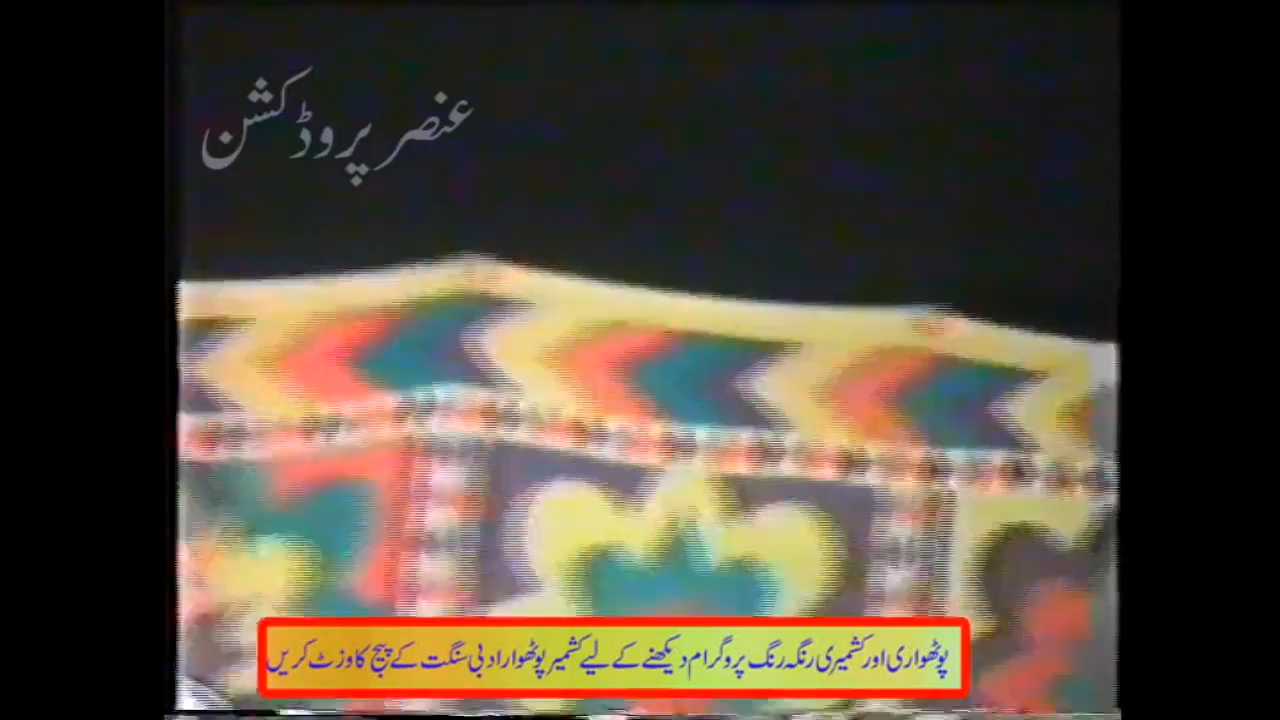 عنصر پروڈکشن
پوٹھواری اور کشمیری رنگہ رنگ پروگرام دیکھنے کے لیے کشمیر پوٹھوار ادبی سنگت کے پیج کا وزٹ کریں